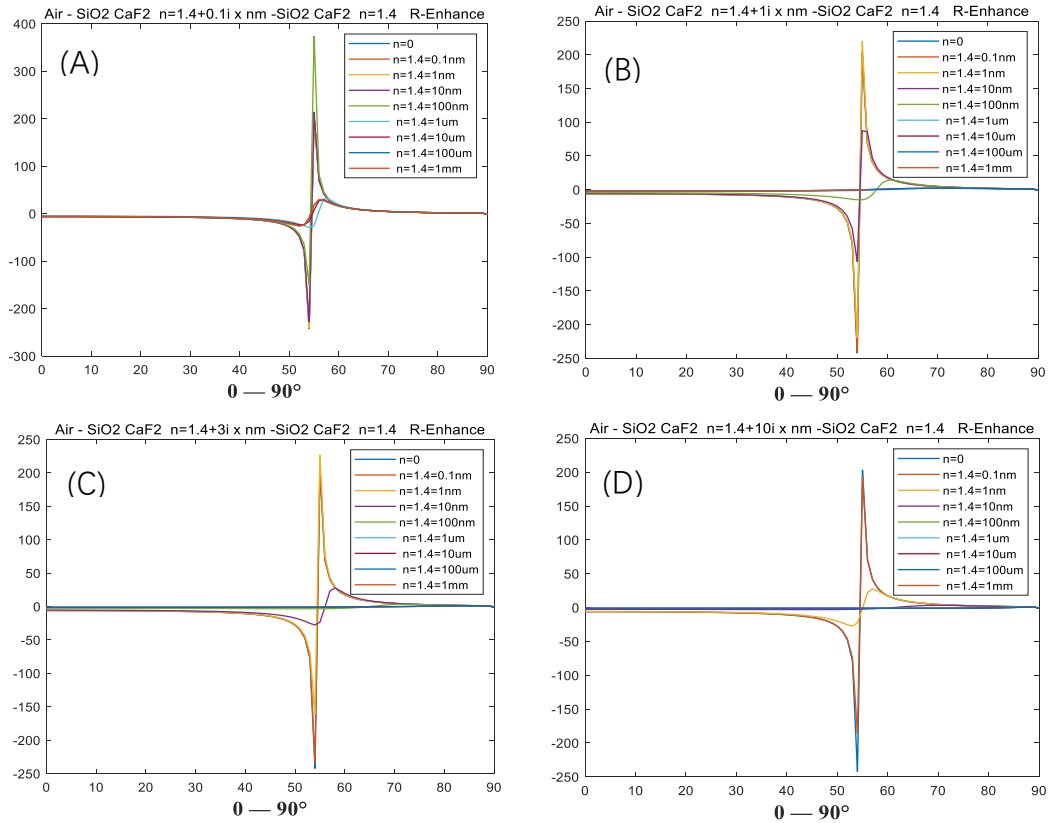 Air - SiO2 CaF2 n=1.4+0.1i x nm -SiO2 CaF2 n=1.4 R-Enhance
(A)
400
300
200
100
0
-100
-200
-300
0 10 20 30 40 50 60 70 80 90
0 — 90°
n=0
n=1.4=0.1nm
n=1.4=1nm
n=1.4=10nm
n=1.4=100nm
n=1.4=1um
n=1.4=10um
n=1.4=100um
n=1.4=1mm
Air - SiO2 CaF2 n=1.4+1i x nm -SiO2 CaF2 n=1.4 R-Enhance
(B)
250
200
150
100
50
0
-50
-100
-150
-200
-250
0 10 20 30 40 50 60 70 80 90
0 — 90°
n=0
n=1.4=0.1nm
n=1.4=1nm
n=1.4=10nm
n=1.4=100nm
n=1.4=1um
n=1.4=10um
n=1.4=100um
n=1.4=1mm
Air - SiO2 CaF2 n=1.4+3i x nm -SiO2 CaF2 n=1.4 R-Enhance
(C)
250
200
150
100
50
0
-50
-100
-150
-200
-250
0 10 20 30 40 50 60 70 80 90
0 — 90°
n=0
n=1.4=0.1nm
n=1.4=1nm
n=1.4=10nm
n=1.4=100nm
n=1.4=1um
n=1.4=10um
n=1.4=100um
n=1.4=1mm
Air - SiO2 CaF2 n=1.4+10i x nm -SiO2 CaF2 n=1.4 R-Enhance
(D)
250
200
150
100
50
0
-50
-100
-150
-200
-250
0 10 20 30 40 50 60 70 80 90
0 — 90°
n=0
n=1.4=0.1nm
n=1.4=1nm
n=1.4=10nm
n=1.4=100nm
n=1.4=1um
n=1.4=10um
n=1.4=100um
n=1.4=1mm